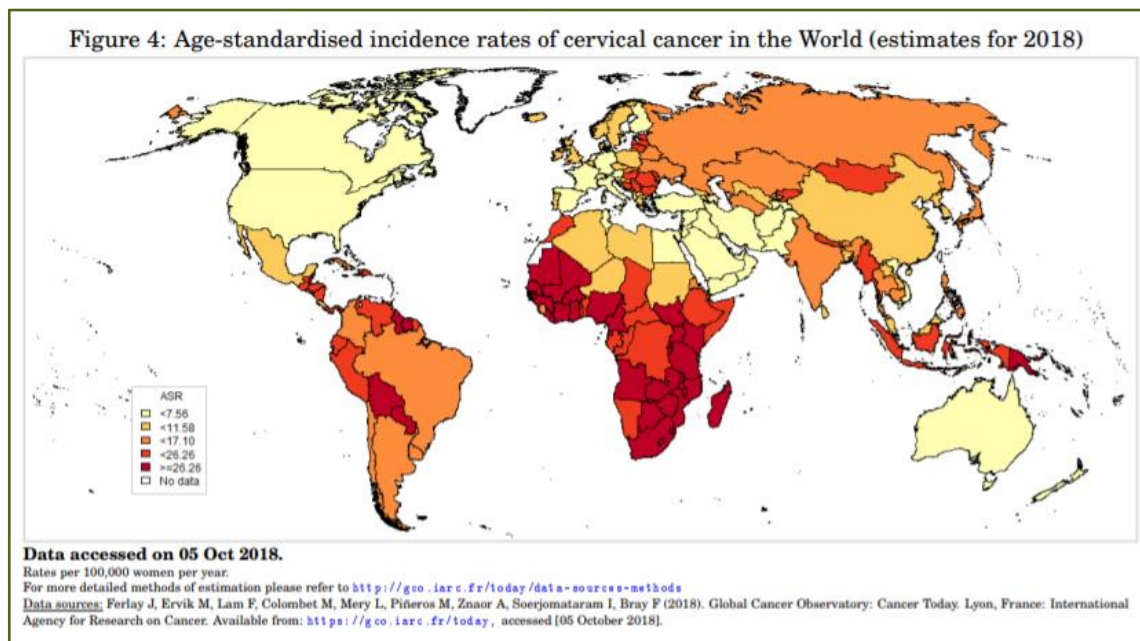 Figure 4: Age-standardised incidence rates of cervical cancer in the World (estimates for 2018)
ASR
<7.56
<11.58
<17.10
<26.26
>=26.26
No data
Data accessed on 05 Oct 2018.
Rates per 100,000 women per year.
For more detailed methods of estimation please refer to http://gco.iarc.fr/today/data-sources-methods
Data sources: Ferlay J, Ervik M, Lam F, Colombet M, Mery L, Piñeros M, Znaor A, Soerjomataram I, Bray F (2018). Global Cancer Observatory: Cancer Today. Lyon, France: International
Agency for Research on Cancer. Available from: https://gco.iarc.fr/today, accessed [05 October 2018].